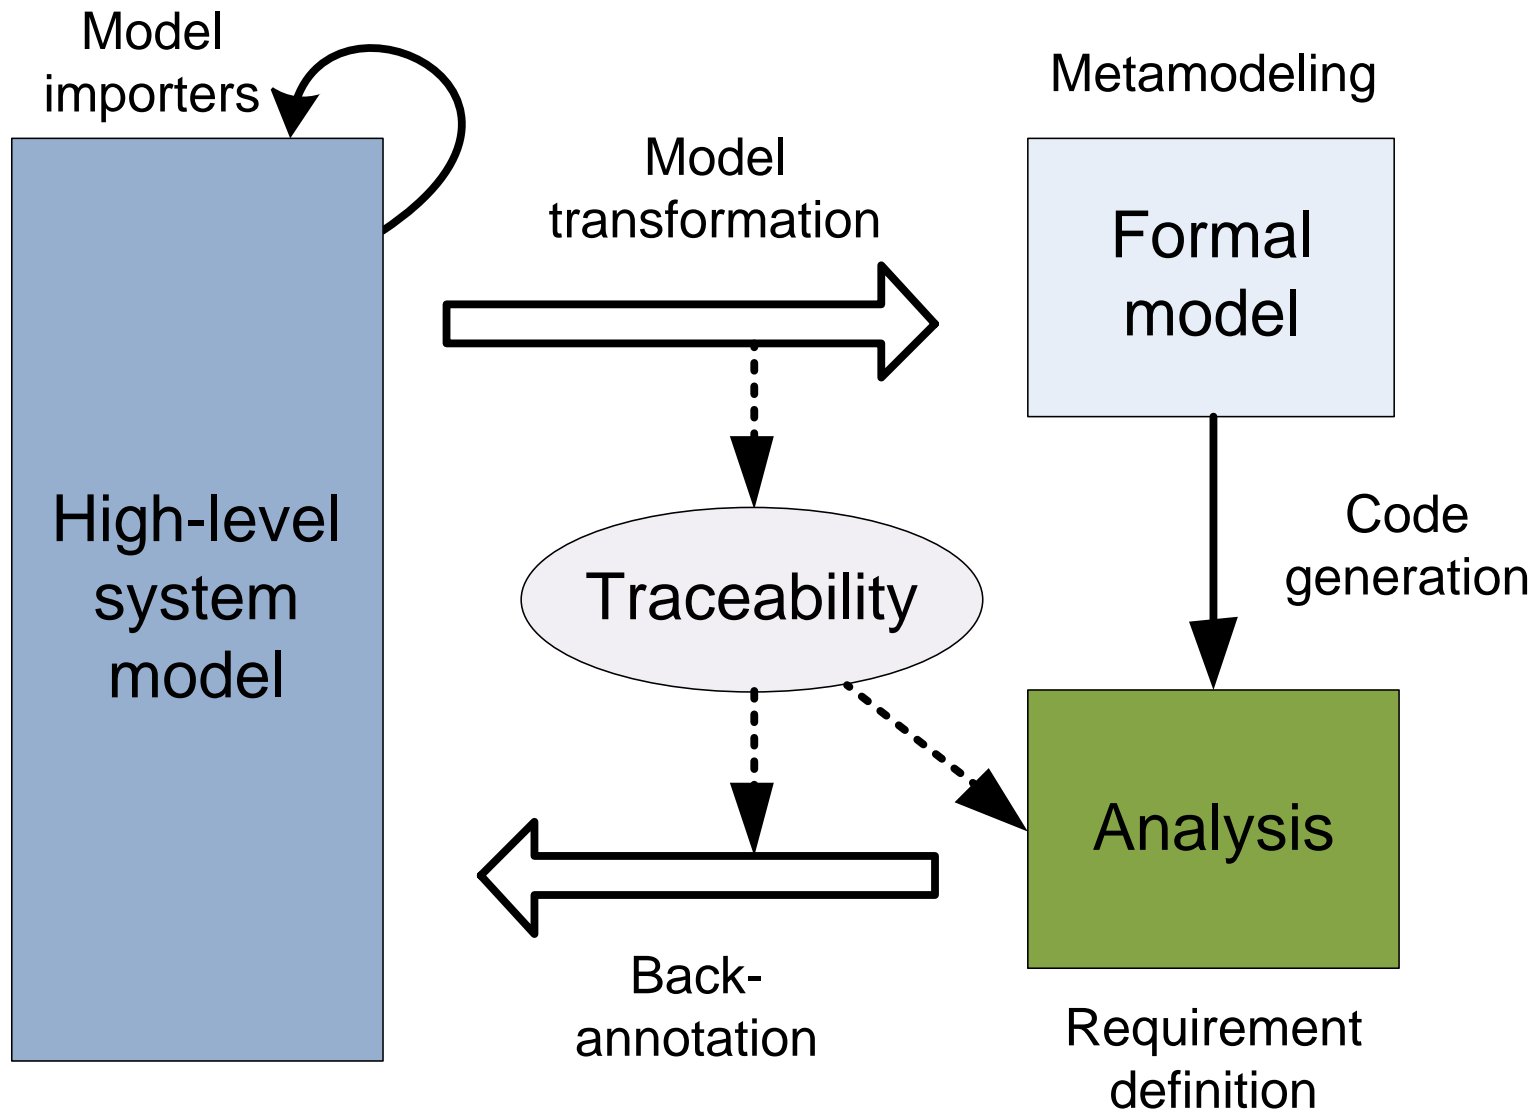 Model
importers
Metamodeling
Model
transformation
Formal
model
High-level
system
model
Code
generation
Traceability
Analysis
Back-
annotation
Requirement
definition